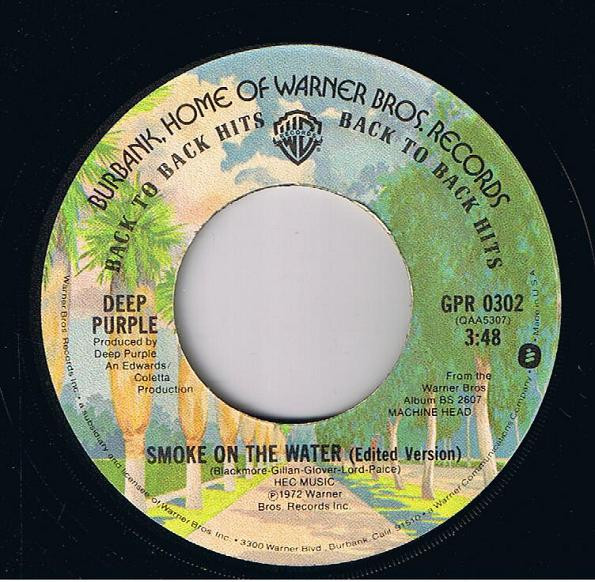 BURBANK, HOME OF WARNER BROS. RECORDS
BACK TO BACK HITS
RECORDS
BACK TO BACK HITS
DEEP
PURPLE
Produced by
Deep Purple
An Edwards/
Coletta
Production
GPR 0302
(QAA5307)
3:48
From the
Warner Bros.
Album BS 2607
MACHINE HEAD
SMOKE ON THE WATER (Edited Version)
(Blackmore-Gillan-Glover-Lord-Paice)
HEC MUSIC
℗1972 Warner
Bros. Records Inc.
Warner Bros. Records Inc. • a subsidiary and licensee of Warner Bros. Inc. • 3300 Warner Blvd., Burbank, Calif. 91510 • a Warner Communications Company • Made in U.S.A.